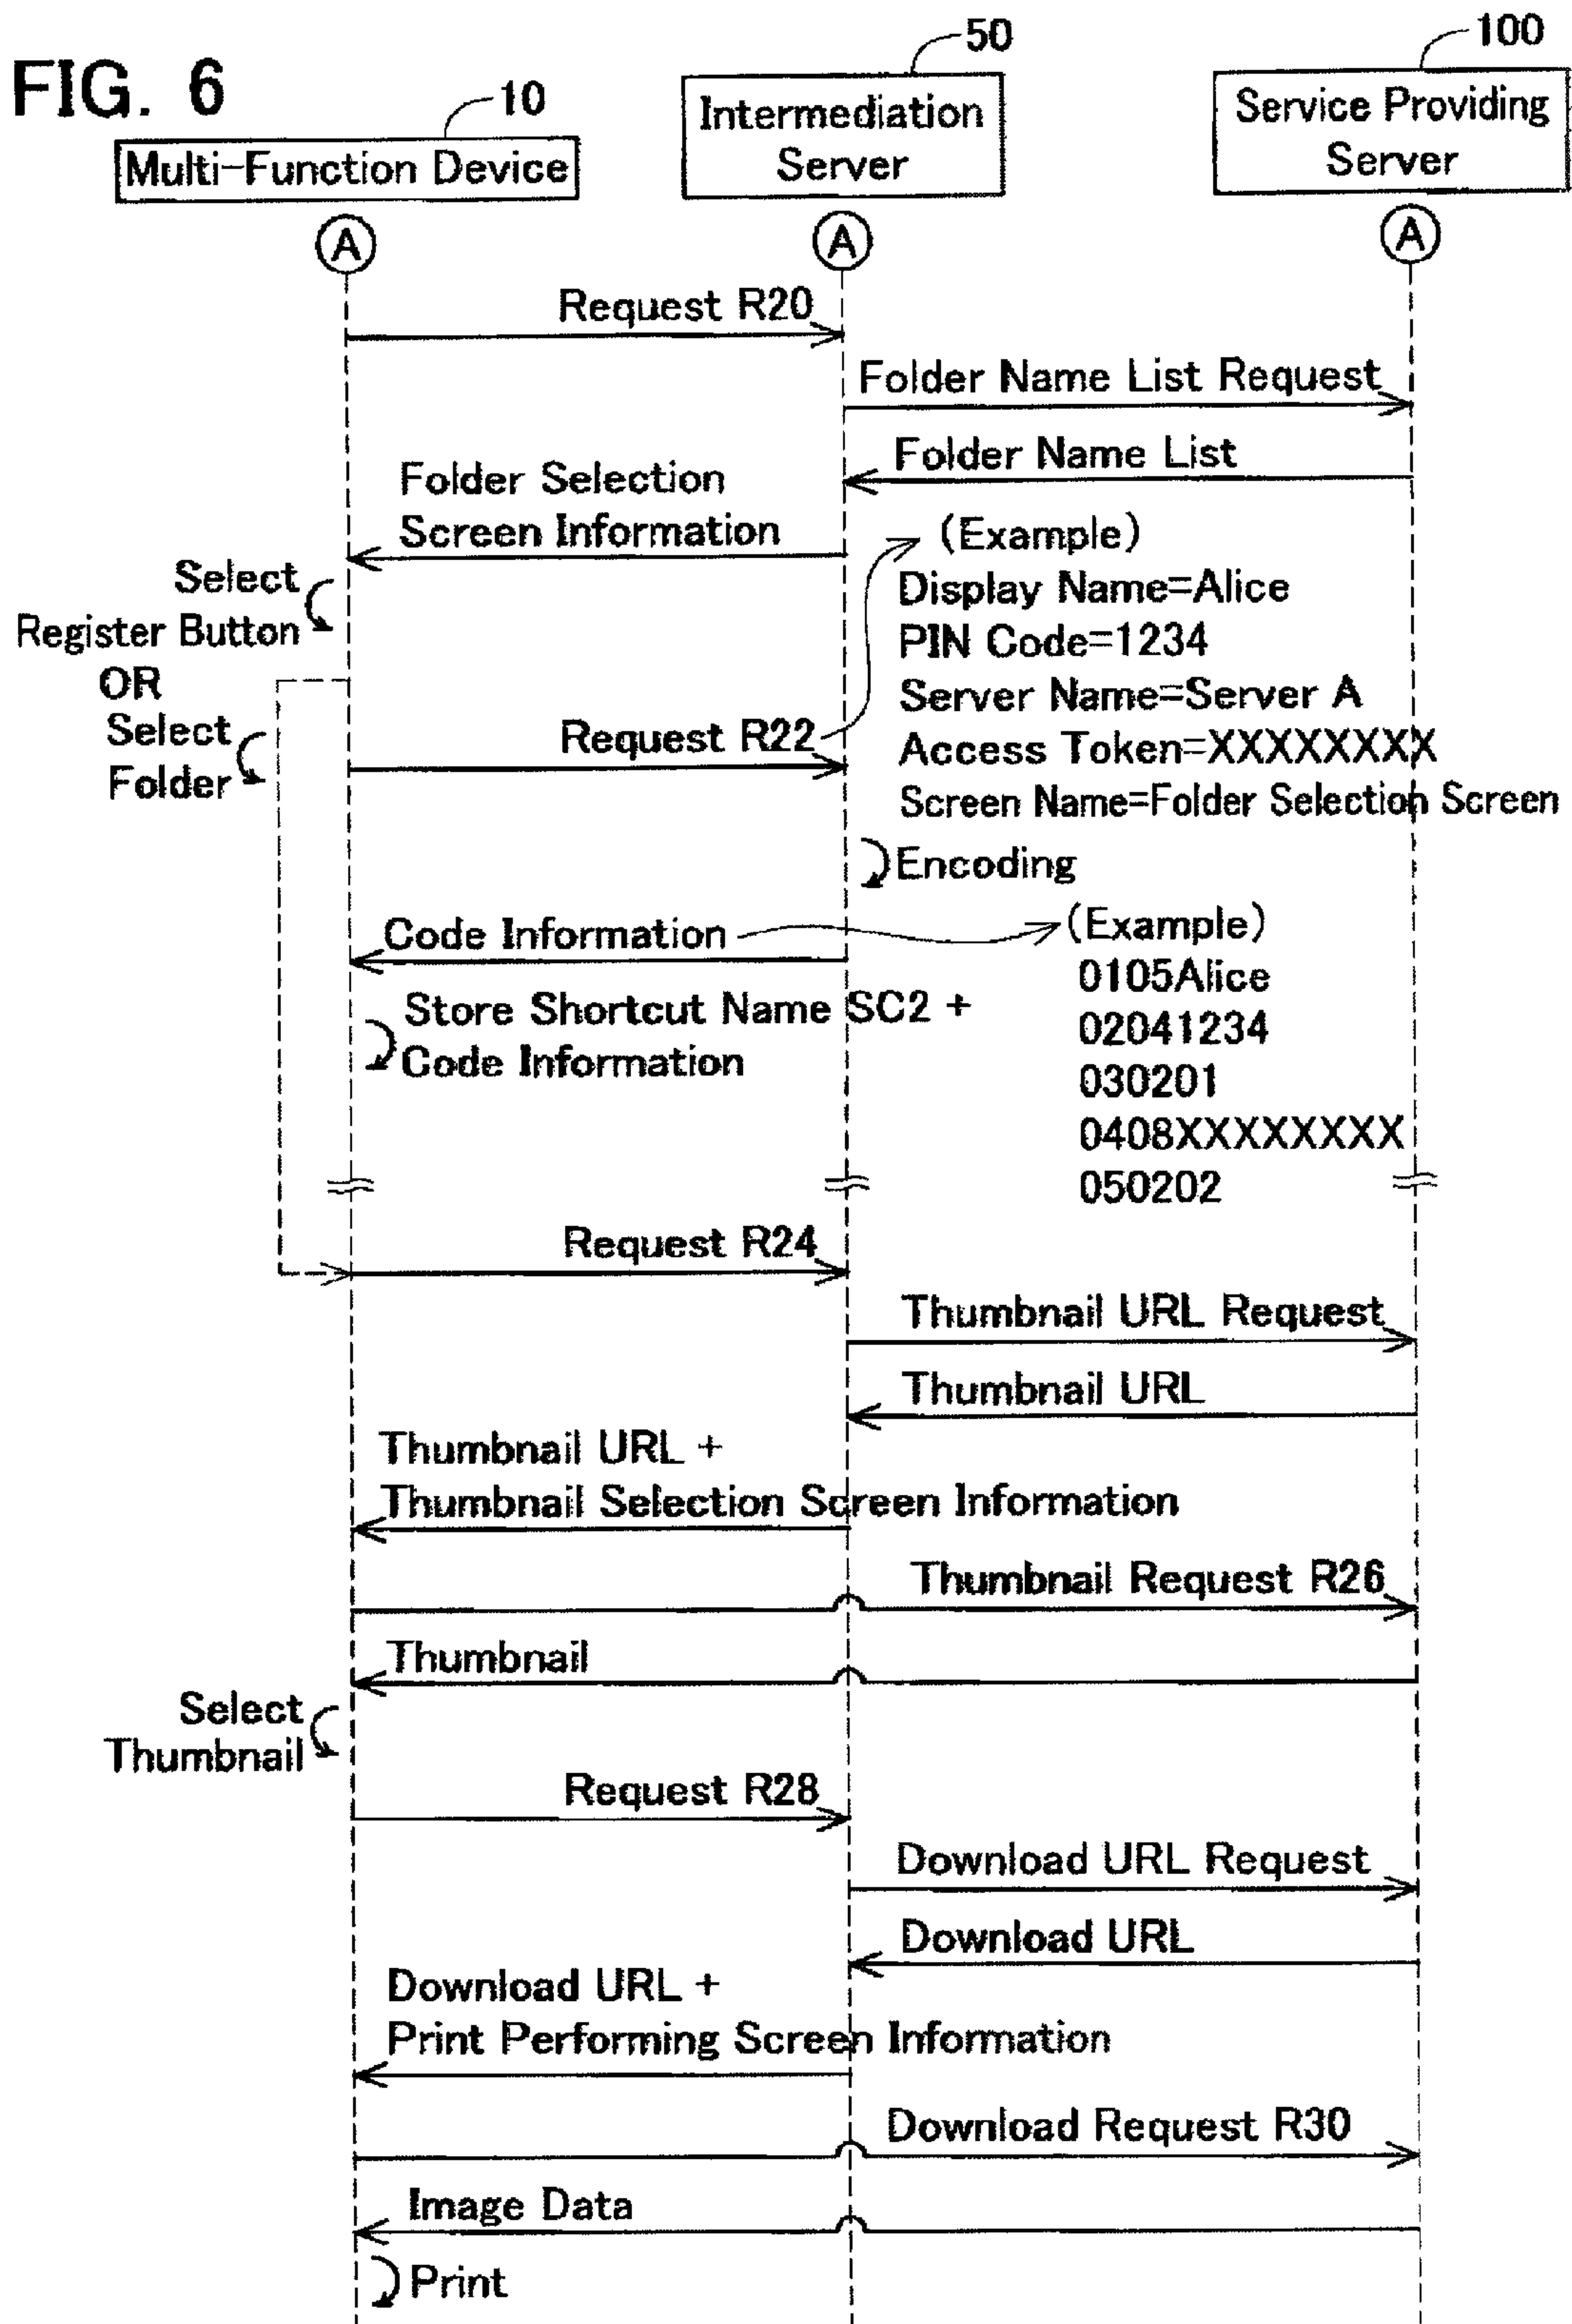 FIG. 6
10
50
100
Multi-Function Device
Intermediation
Server
Service Providing
Server
A
A
A
Request R20
Folder Name List Request
Folder Name List
Folder Selection
Screen Information
(Example)
Display Name=Alice
PIN Code=1234
Server Name=Server A
Access Token=XXXXXXXX
Screen Name=Folder Selection Screen
Select
Register Button
OR
Select
Folder
Request R22
Encoding
Code Information
(Example)
0105Alice
02041234
030201
0408XXXXXXXX
050202
Store Shortcut Name SC2 +
Code Information
Request R24
Thumbnail URL Request
Thumbnail URL
Thumbnail URL +
Thumbnail Selection Screen Information
Thumbnail Request R26
Thumbnail
Select
Thumbnail
Request R28
Download URL Request
Download URL
Download URL +
Print Performing Screen Information
Download Request R30
Image Data
Print